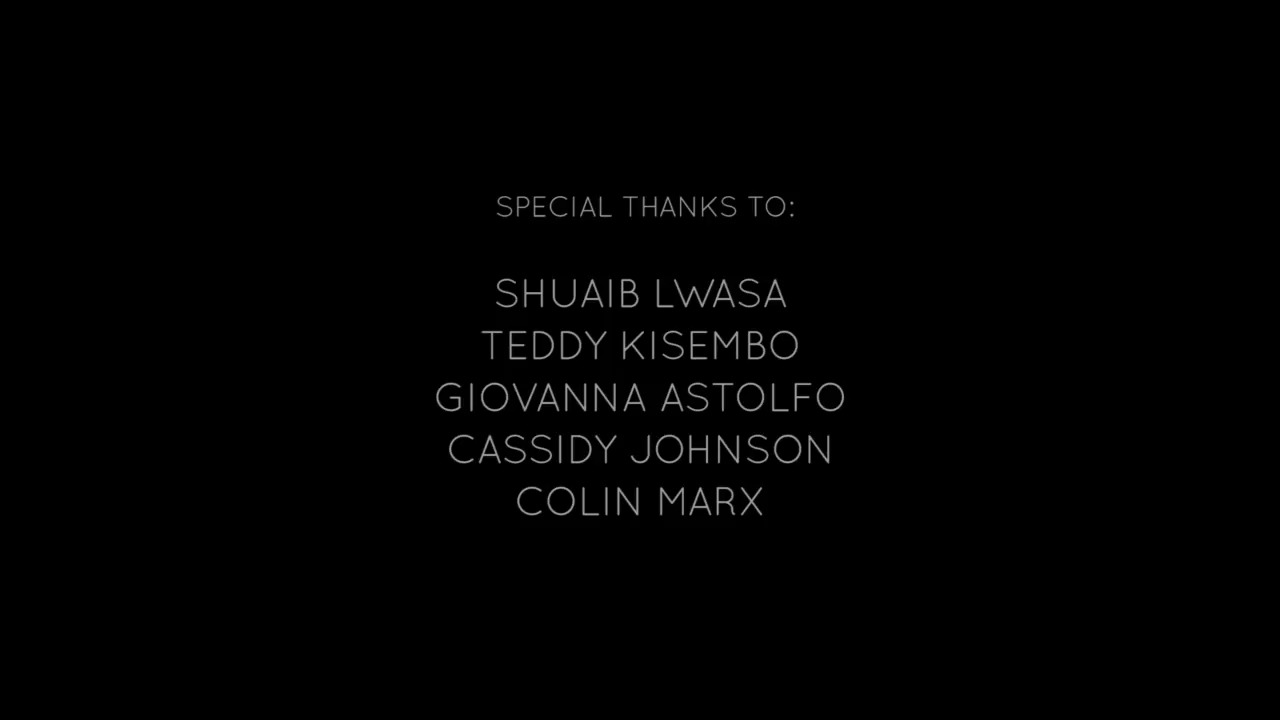 SPECIAL THANKS TO:
SHUAIB LWASA
TEDDY KISEMBO
GIOVANNA ASTOLFO
CASSIDY JOHNSON
COLIN MARX